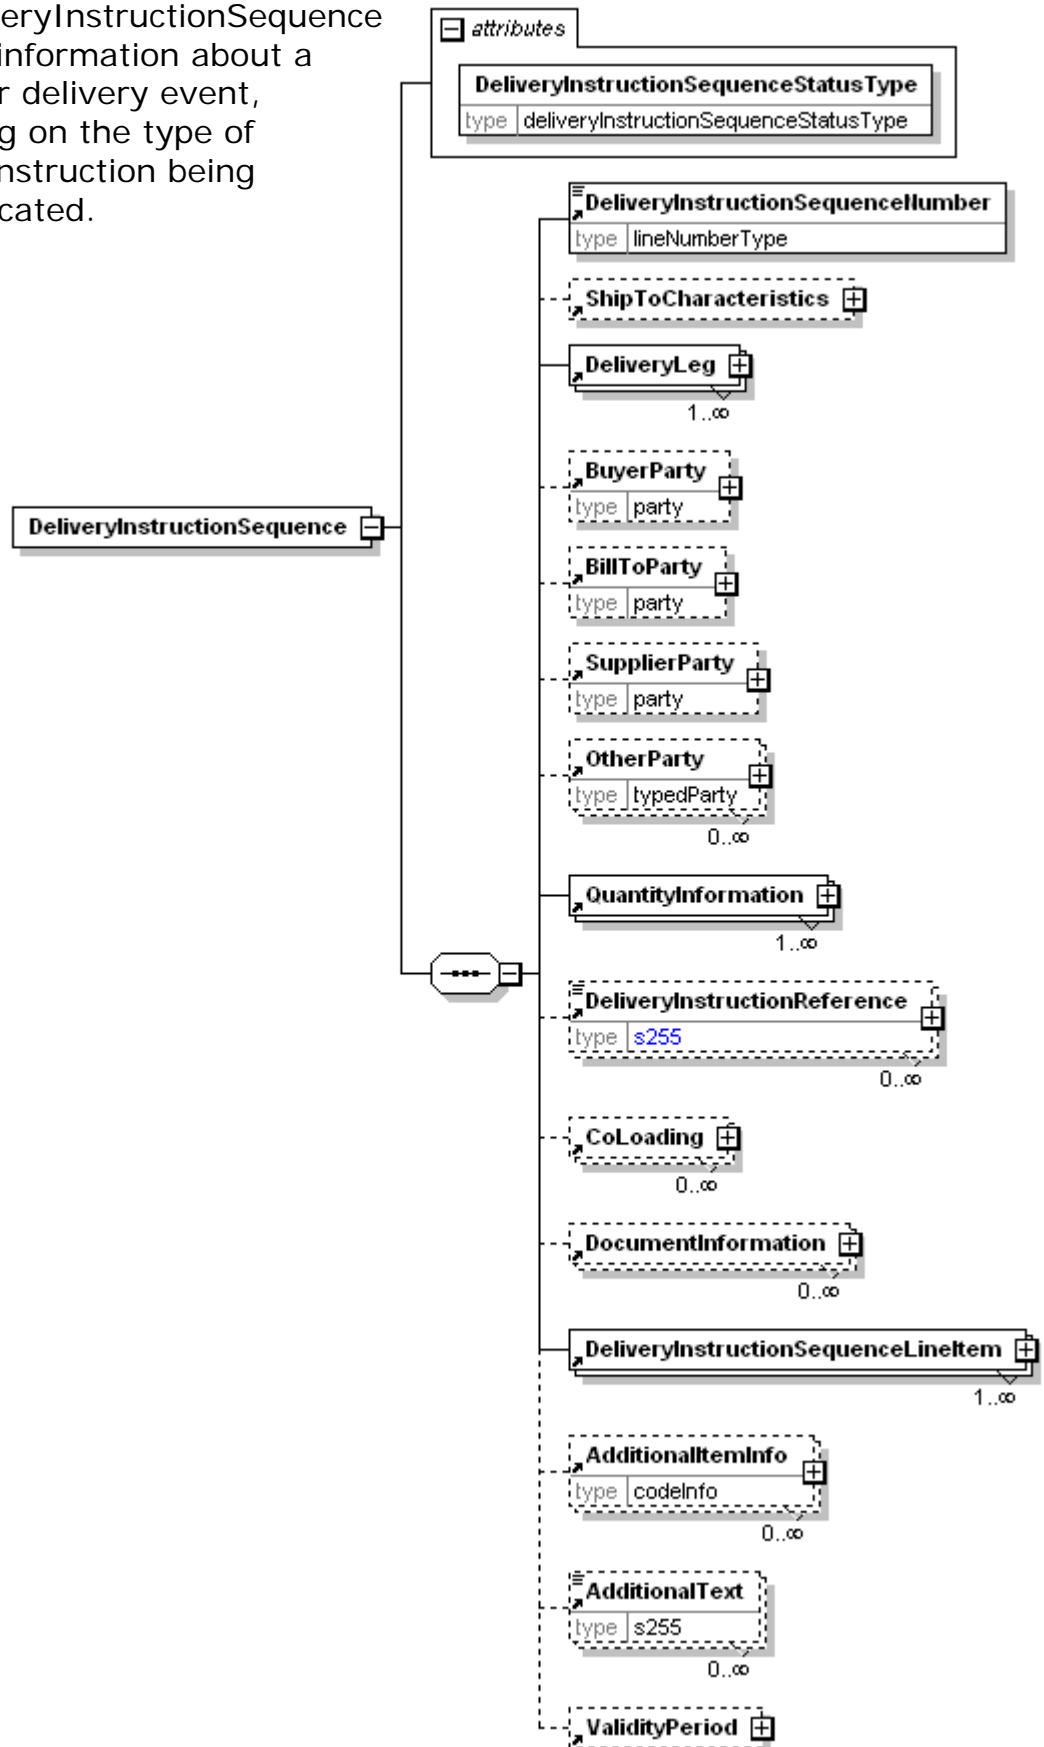 eryInstructionSequence
information about a
r delivery event,
g on the type of
nstruction being
cated.
attributes
DeliveryInstructionSequenceStatusType
type deliveryInstructionSequenceStatusType
DeliveryInstructionSequenceNumber
type lineNumberType
ShipToCharacteristics
DeliveryLeg
1..∞
BuyerParty
type party
DeliveryInstructionSequence
BillToParty
type party
SupplierParty
type party
OtherParty
type typedParty
0..∞
QuantityInformation
1..∞
DeliveryInstructionReference
type s255
0..∞
CoLoading
0..∞
DocumentInformation
0..∞
DeliveryInstructionSequenceLineItem
1..∞
AdditionalItemInfo
type codeInfo
0..∞
AdditionalText
type s255
0..∞
ValidityPeriod